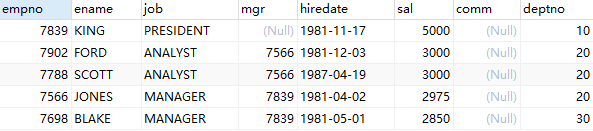 empno ename job mgr hiredate sal comm deptno
7839 KING PRESIDENT (Null) 1981-11-17 5000 (Null) 10
7902 FORD ANALYST 7566 1981-12-03 3000 (Null) 20
7788 SCOTT ANALYST 7566 1987-04-19 3000 (Null) 20
7566 JONES MANAGER 7839 1981-04-02 2975 (Null) 20
7698 BLAKE MANAGER 7839 1981-05-01 2850 (Null) 30